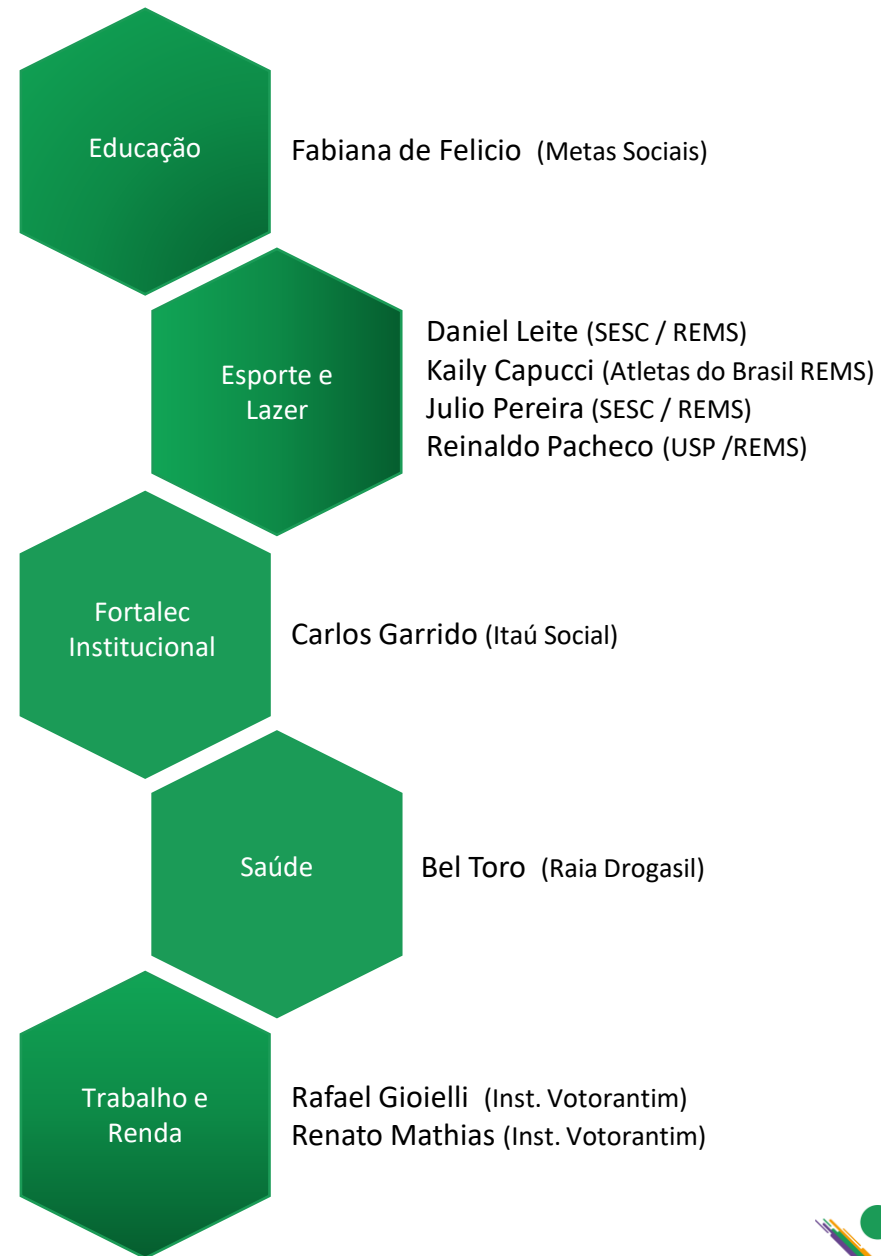 Educação
Fabiana de Felicio (Metas Sociais)
Esporte e
Lazer
Daniel Leite (SESC / REMS)
Kaily Capucci (Atletas do Brasil REMS)
Julio Pereira (SESC / REMS)
Reinaldo Pacheco (USP /REMS)
Fortalec
Institucional
Carlos Garrido (Itaú Social)
Saúde
Bel Toro (Raia Drogasil)
Trabalho e
Renda
Rafael Gioielli (Inst. Votorantim)
Renato Mathias (Inst. Votorantim)